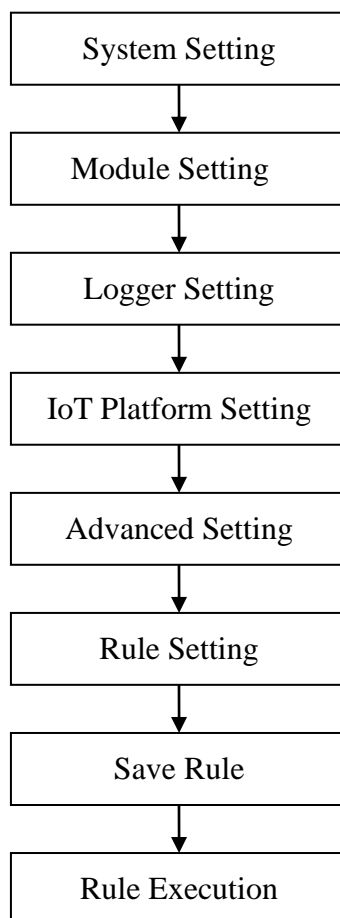 System Setting
Module Setting
Logger Setting
IoT Platform Setting
Advanced Setting
Rule Setting
Save Rule
Rule Execution